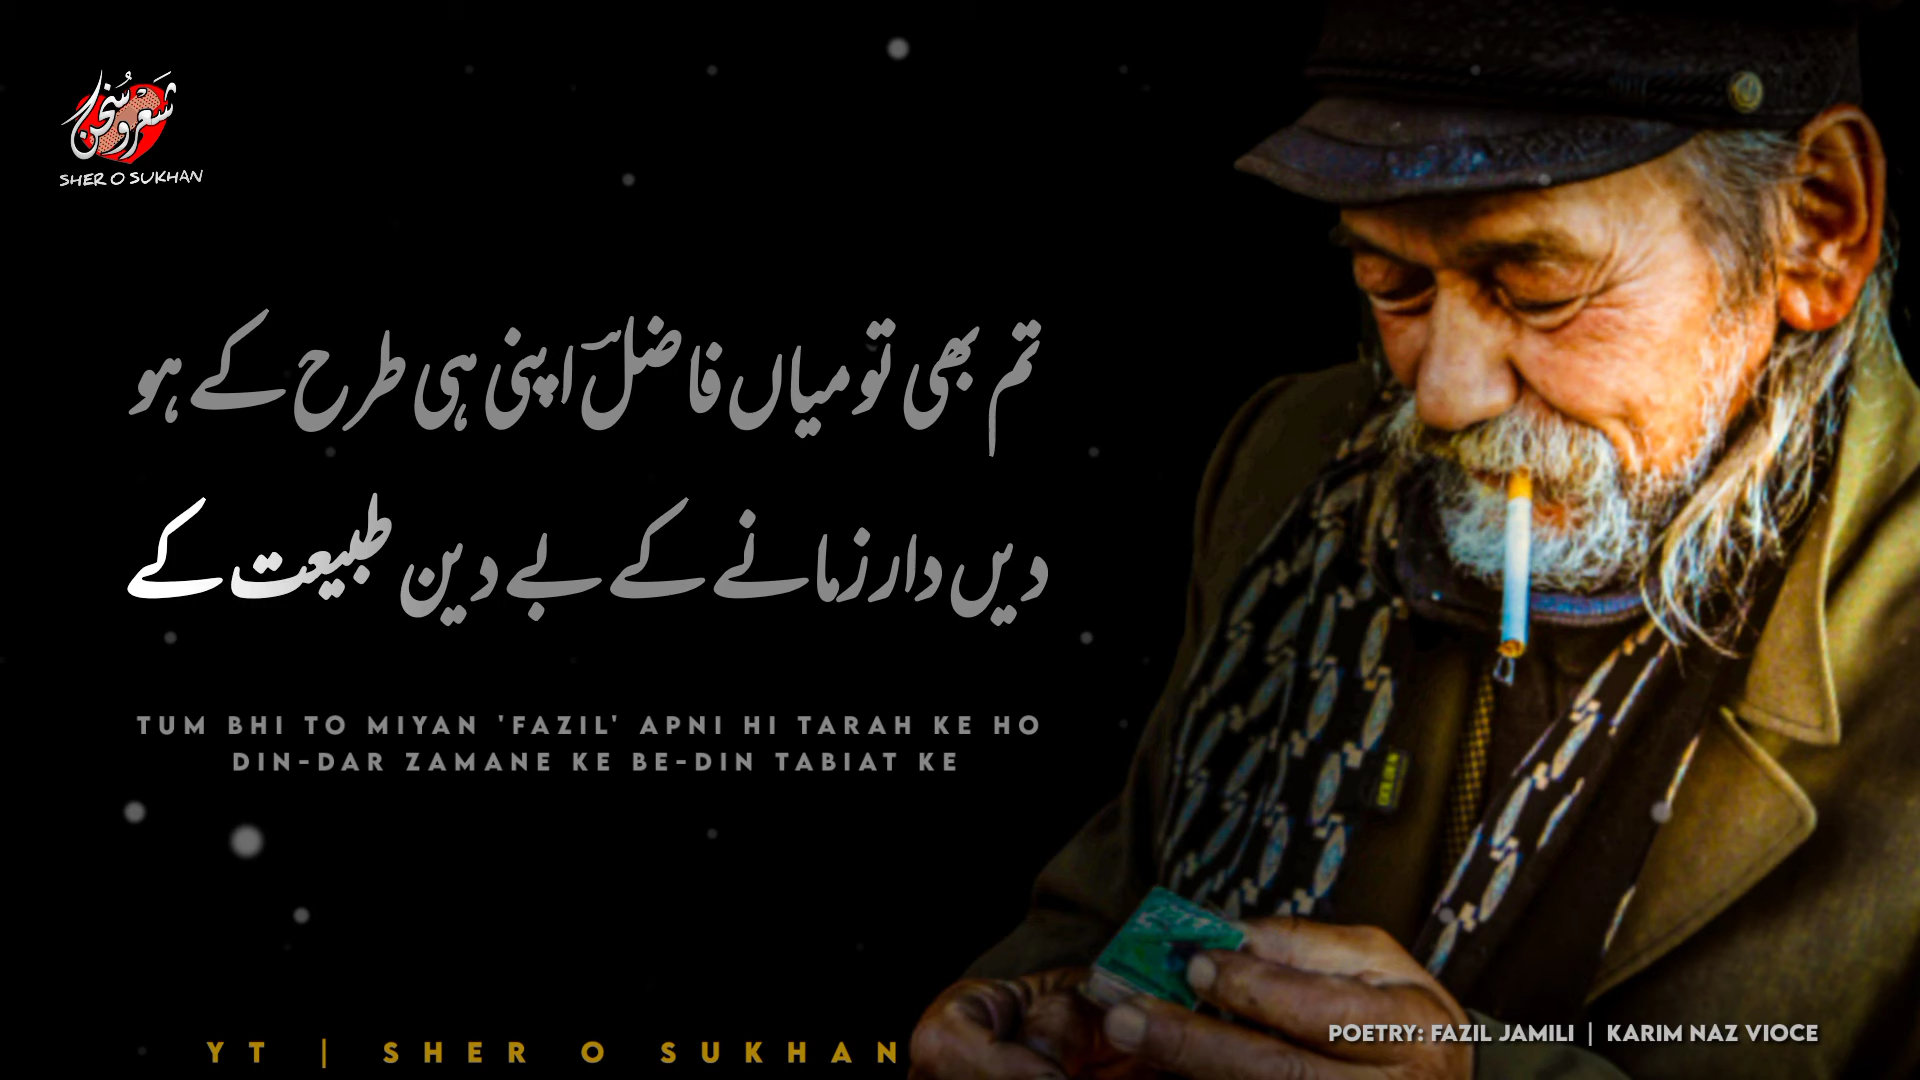 شعر و سخن
SHER O SUKHAN
تم بھی تو میاں فاضلؔ اپنی ہی طرح کے ہو
دیں دار زمانے کے بے دین طبیعت کے
TUM BHI TO MIYAN 'FAZIL' APNI HI TARAH KE HO
DIN-DAR ZAMANE KE BE-DIN TABIAT KE
GOLDEN
YT | SHER O SUKHAN
POETRY: FAZIL JAMILI | KARIM NAZ VIOCE